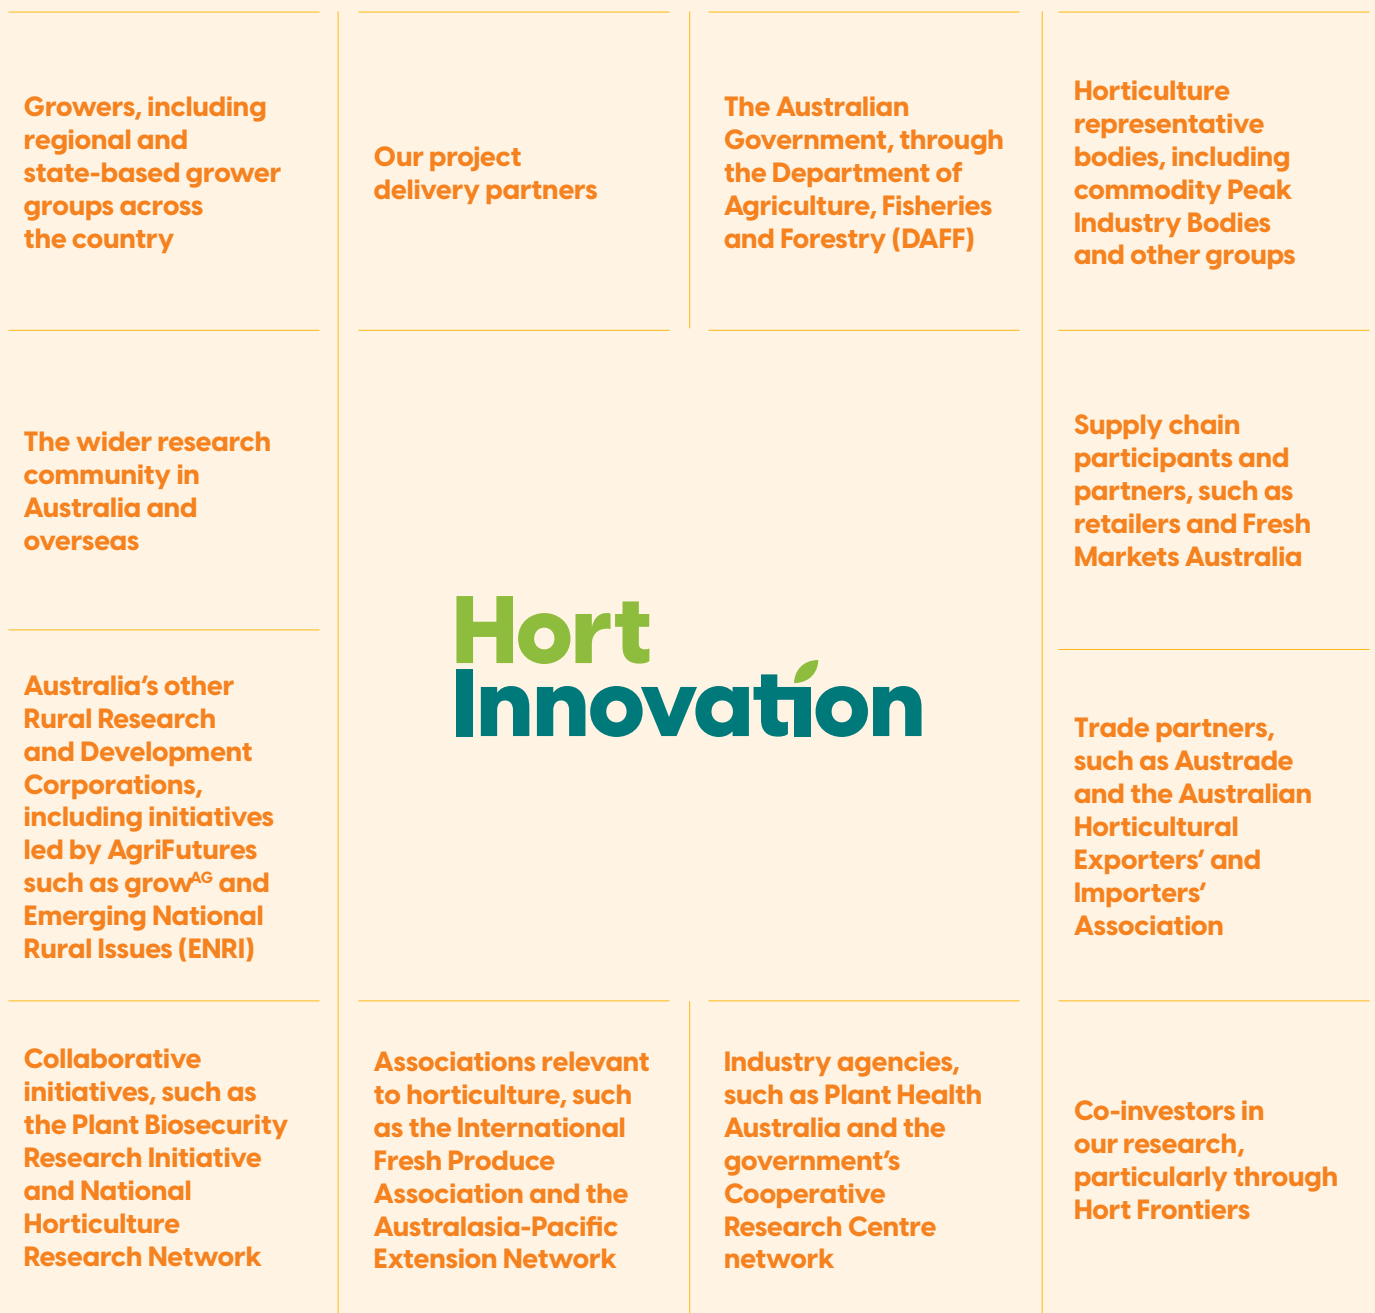 Growers, including
regional and
state-based grower
groups across
the country
Our project
delivery partners
The Australian
Government, through
the Department of
Agriculture, Fisheries
and Forestry (DAFF)
Horticulture
representative
bodies, including
commodity Peak
Industry Bodies
and other groups
The wider research
community in
Australia and
overseas
Hort
Innovation
Supply chain
participants and
partners, such as
retailers and Fresh
Markets Australia
Australia’s other
Rural Research
and Development
Corporations,
including initiatives
led by AgriFutures
such as growAG and
Emerging National
Rural Issues (ENRI)
Trade partners,
such as Austrade
and the Australian
Horticultural
Exporters’ and
Importers’
Association
Collaborative
initiatives, such as
the Plant Biosecurity
Research Initiative
and National
Horticulture
Research Network
Associations relevant
to horticulture, such
as the International
Fresh Produce
Association and the
Australasia-Pacific
Extension Network
Industry agencies,
such as Plant Health
Australia and the
government’s
Cooperative
Research Centre
network
Co-investors in
our research,
particularly through
Hort Frontiers